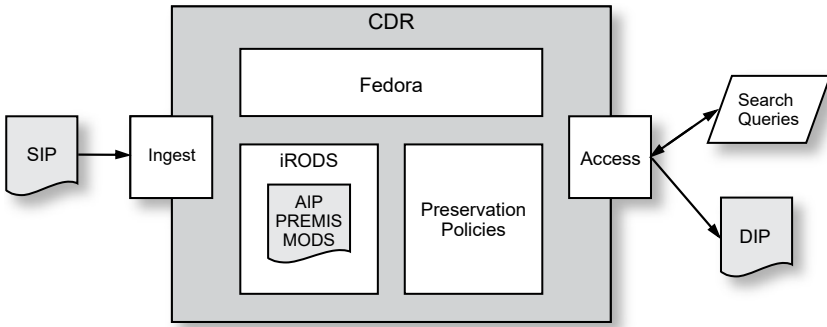 CDR
Fedora
SIP
Ingest
iRODS
AIP
PREMIS
MODS
Preservation
Policies
Access
Search
Queries
DIP